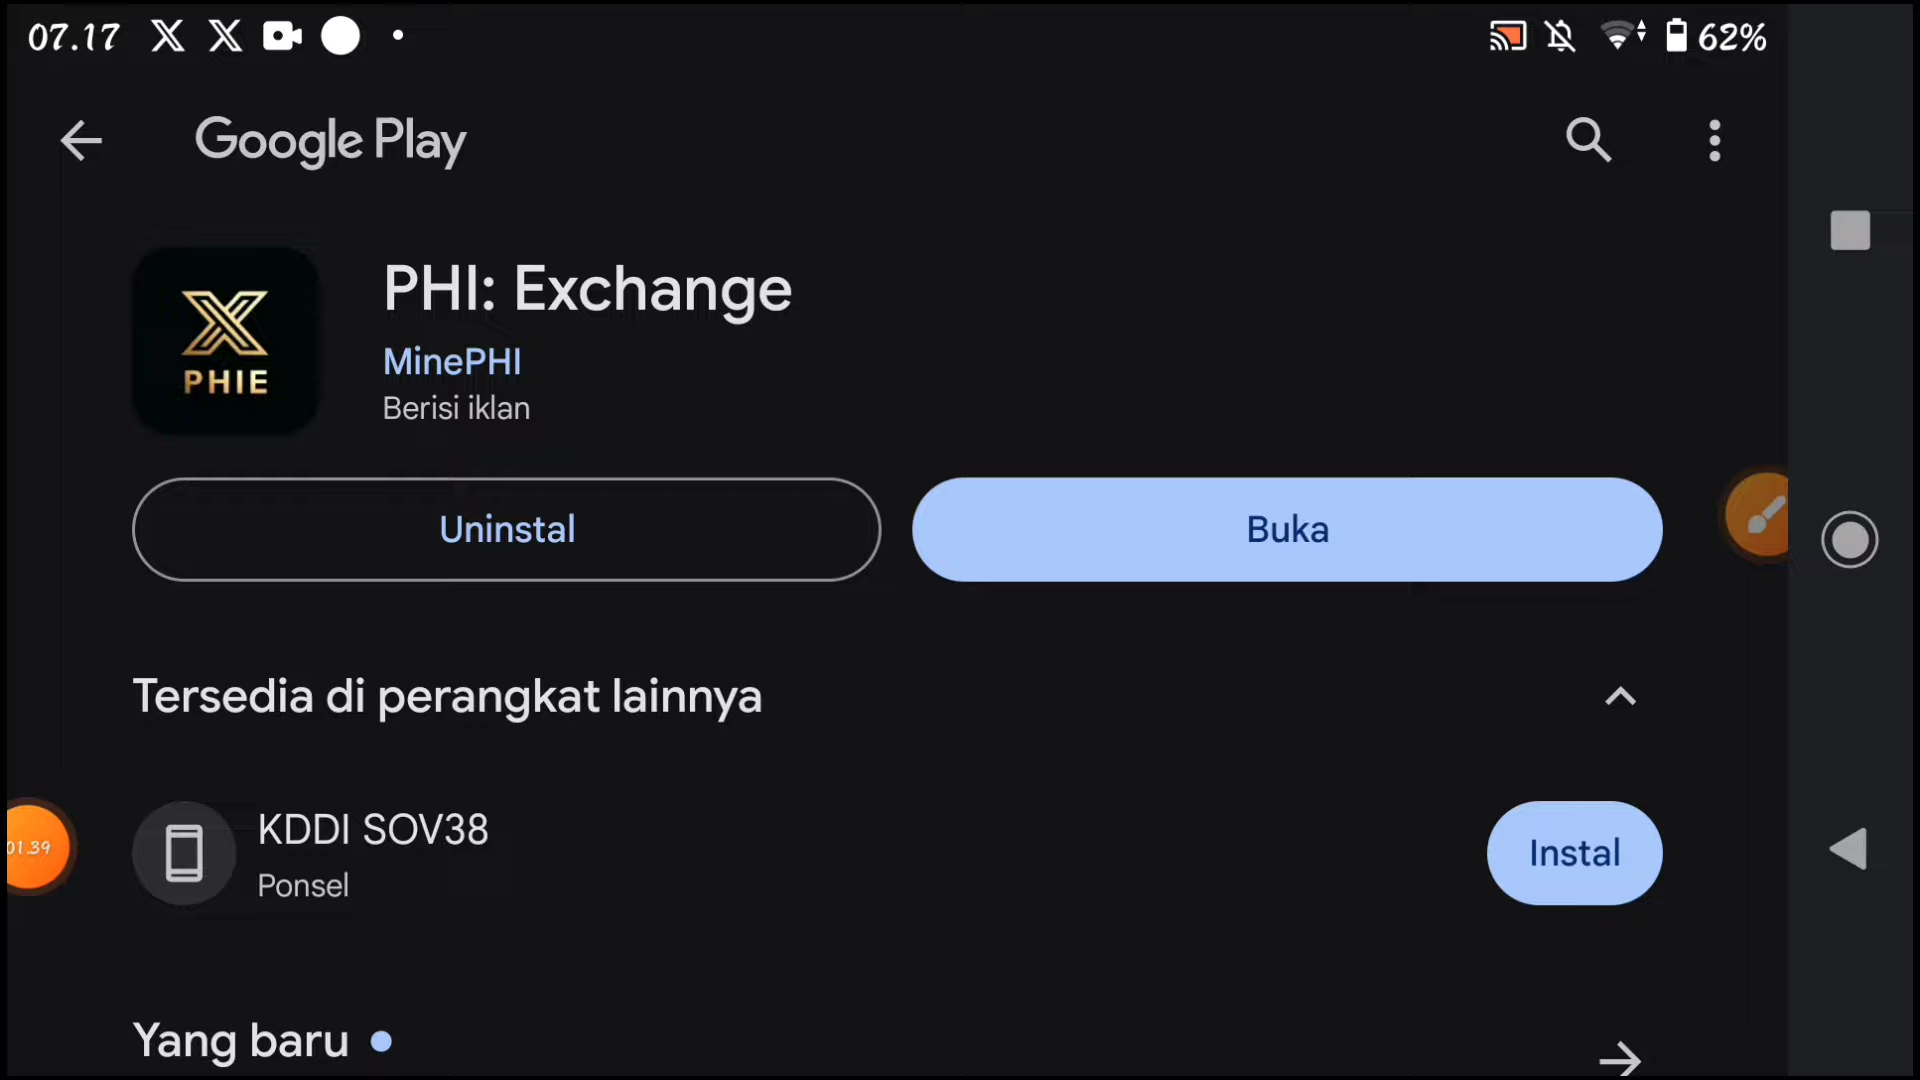 07.17
62%
Google Play
X
PHIE
PHI: Exchange
MinePHI
Berisi iklan
Uninstal
Buka
Tersedia di perangkat lainnya
KDDI SOV38
Ponsel
Instal
01.39
Yang baru